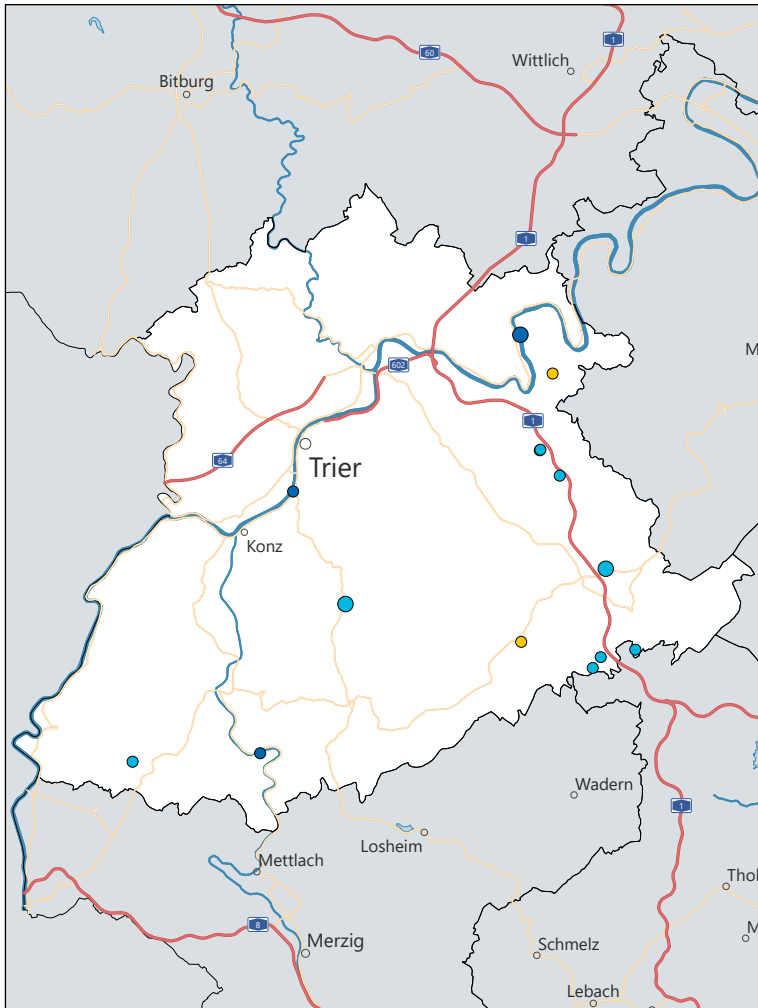 1
60
Wittlich
Bitburg
1
M
602
1
Trier
64
Konz
Wadern
1
Losheim
Mettlach
Thol
8
M
Merzig
Schmelz
Lebach